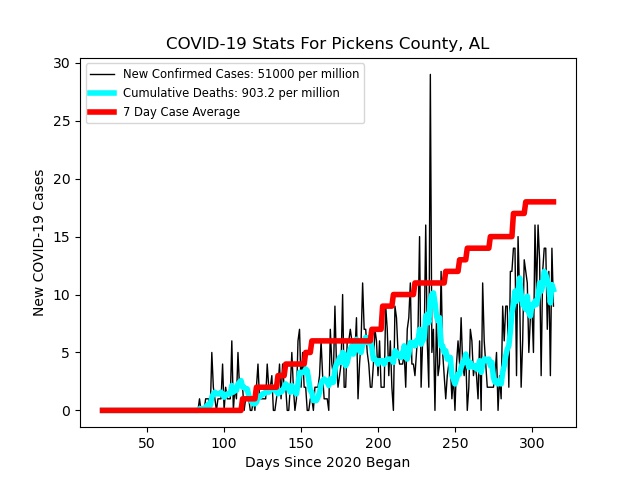 COVID-19 Stats For Pickens County, AL
New Confirmed Cases: 51000 per million
Cumulative Deaths: 903.2 per million
7 Day Case Average
New COVID-19 Cases
30
25
20
15
10
5
0
50 100 150 200 250 300
Days Since 2020 Began